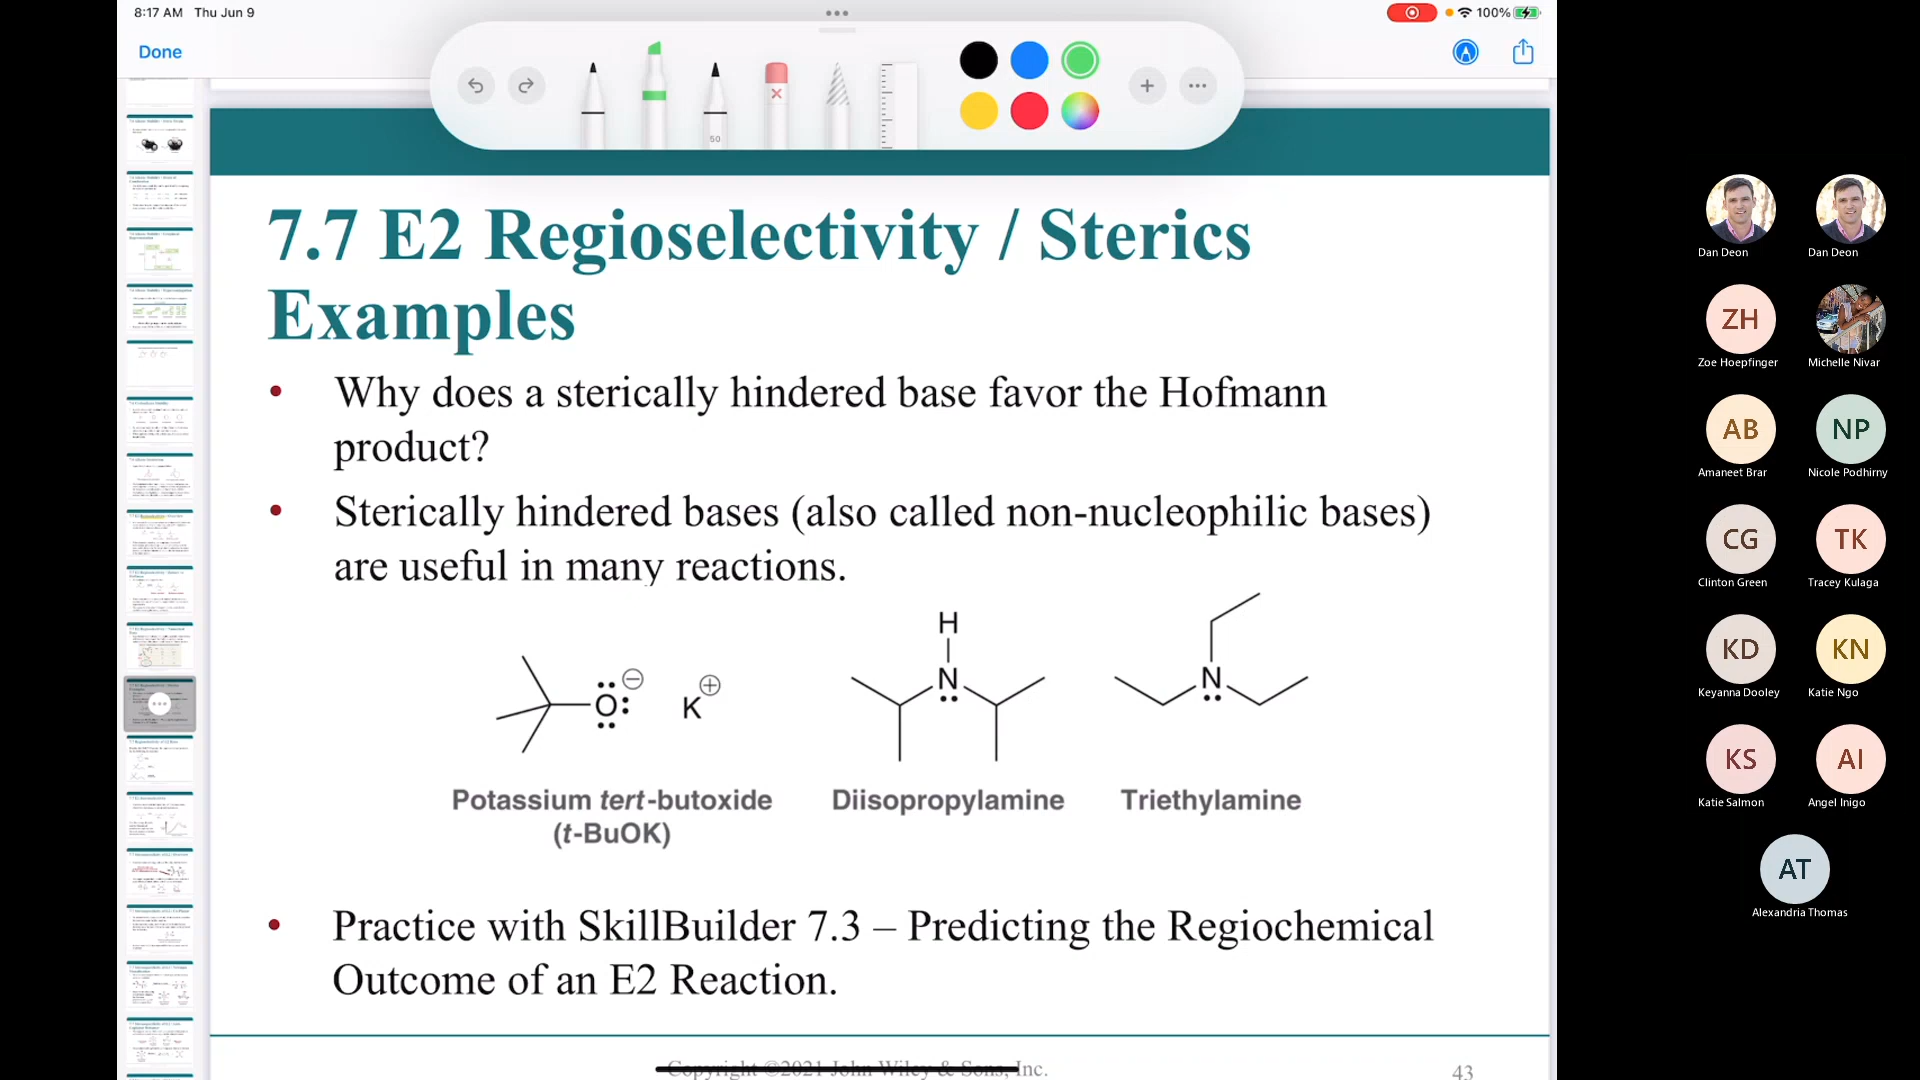 8:17 AM Thu Jun 9
100%
Done
50
7.7 E2 Regioselectivity / Sterics
Examples
• Why does a sterically hindered base favor the Hofmann
product?
• Sterically hindered bases (also called non-nucleophilic bases)
are useful in many reactions.
O
K
H
N
N
Potassium tert-butoxide
(t-BuOK)
Diisopropylamine
Triethylamine
• Practice with SkillBuilder 7.3 – Predicting the Regiochemical
Outcome of an E2 Reaction.
Copyright ©2021 John Wiley & Sons, Inc.
43
Dan Deon
Dan Deon
ZH
Zoe Hoepfinger
Michelle Nivar
AB
Amaneet Brar
NP
Nicole Podhirny
CG
Clinton Green
TK
Tracey Kulaga
KD
Keyanna Dooley
KN
Katie Ngo
KS
Katie Salmon
AI
Angel Inigo
AT
Alexandria Thomas